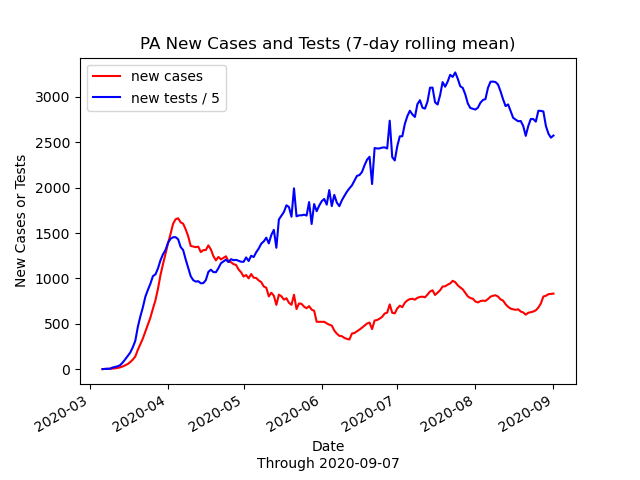 PA New Cases and Tests (7-day rolling mean)
new cases
new tests / 5
New Cases or Tests
3000
2500
2000
1500
1000
500
0
2020-03
2020-04
2020-05
2020-06
2020-07
2020-08
2020-09
Date
Through 2020-09-07